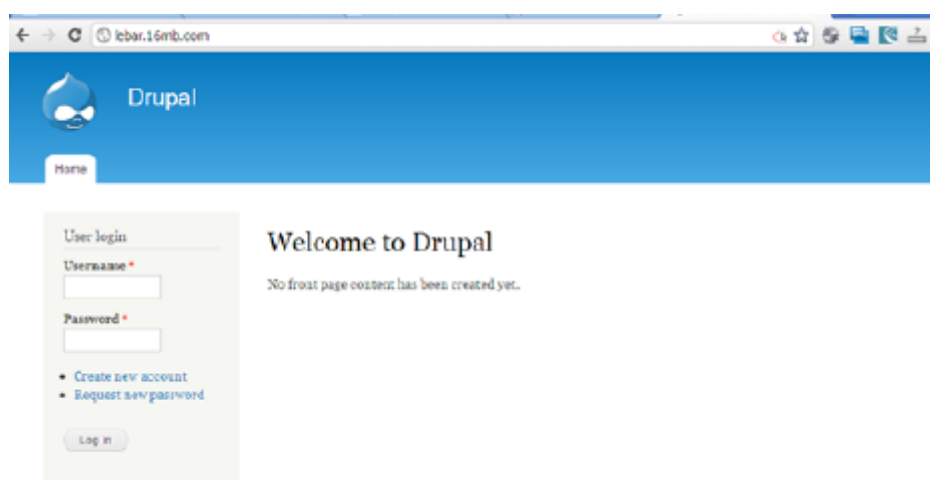 lebar.16mb.com
Drupal
Home
User login
Welcome to Drupal
Username *
No front page content has been created yet.
Password *
Create new account
Request new password
Log in